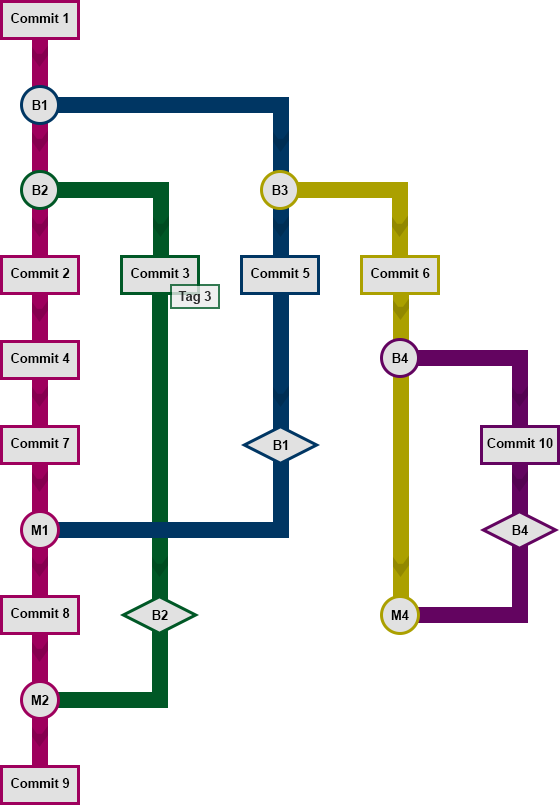 Commit 1
B1
B2
B3
Commit 2
Commit 3
Commit 5
Commit 6
Tag 3
Commit 4
B4
Commit 7
B1
Commit 10
M1
B4
Commit 8
B2
M4
M2
Commit 9